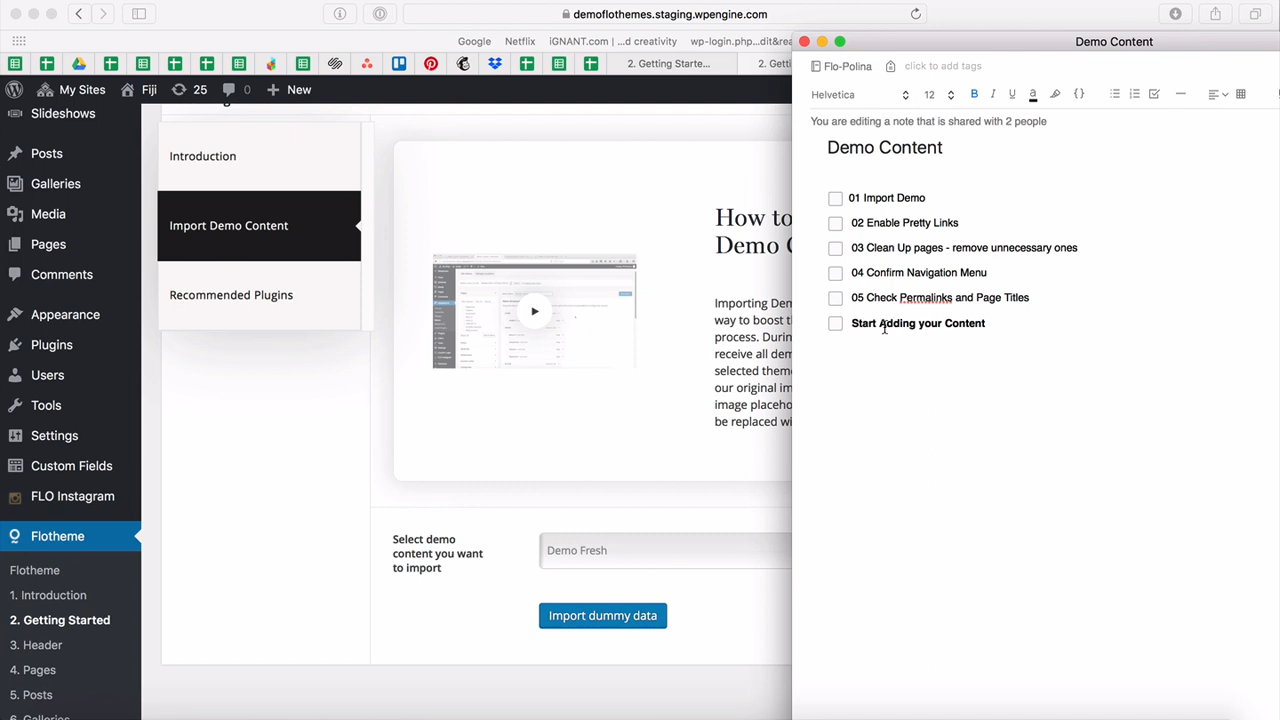 demoflothemes.staging.wpengine.com
Google
Netflix
iGNANT.com | ...d creativity
wp-login.php...dit&rea
2. Getting Starte...
2. Getti
My Sites
Fiji
25
0
New
Slideshows
Posts
Galleries
Media
Pages
Comments
Appearance
Plugins
Users
Tools
Settings
Custom Fields
FLO Instagram
Flotheme
Flotheme
1. Introduction
2. Getting Started
3. Header
4. Pages
5. Posts
6. Galleries
Introduction
Import Demo Content
Recommended Plugins
How to
Demo C
Importing Dem
way to boost t
process. Durin
receive all dem
selected theme
our original im
image placeho
be replaced wi
Select demo
content you want
to import
Demo Fresh
Import dummy data
Demo Content
Flo-Polina
click to add tags
Helvetica
12
B
I
U
a
{}
You are editing a note that is shared with 2 people
Demo Content
01 Import Demo
02 Enable Pretty Links
03 Clean Up pages - remove unnecessary ones
04 Confirm Navigation Menu
05 Check Permalinks and Page Titles
Start Adding your Content